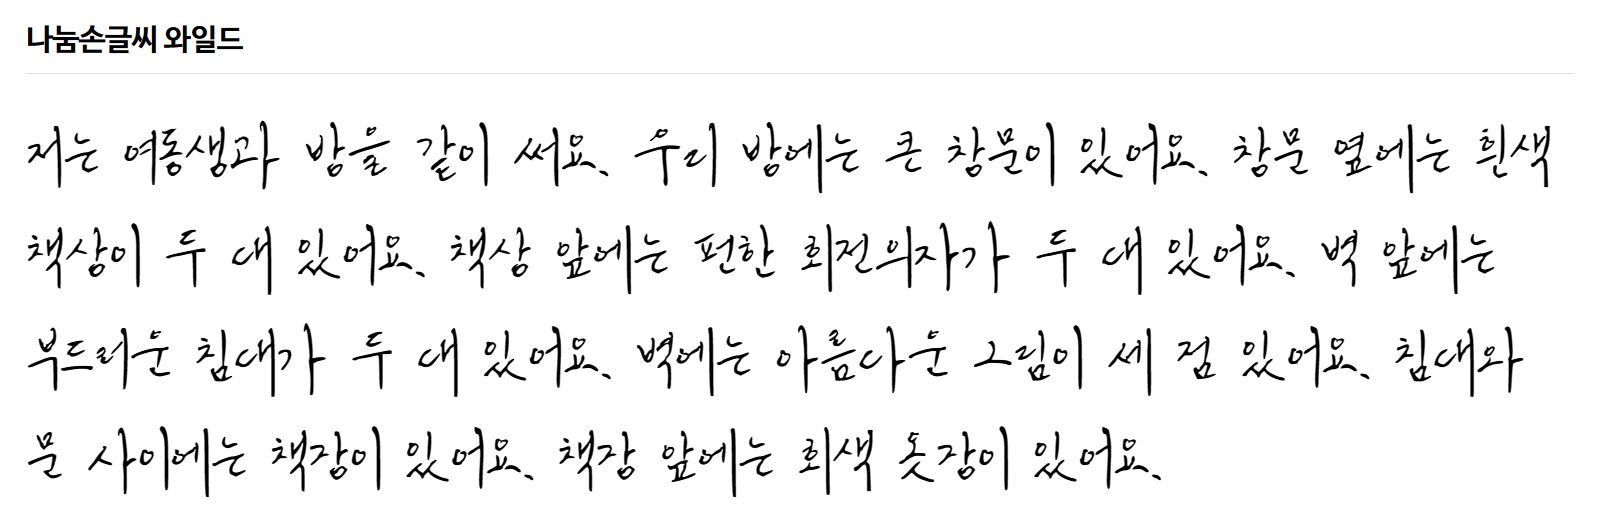 나눔손글씨 와일드
저는 여동생과 방을 같이 써요. 우리 방에는 큰 창문이 있어요. 창문 옆에는 흰색
책상이 두 대 있어요. 책상 앞에는 편한 회전의자가 두 대 있어요. 벽 앞에는
부드러운 침대가 두 대 있어요. 벽에는 아름다운 그림이 세 점 있어요. 침대와
문 사이에는 책장이 있어요. 책장 앞에는 회색 옷장이 있어요.